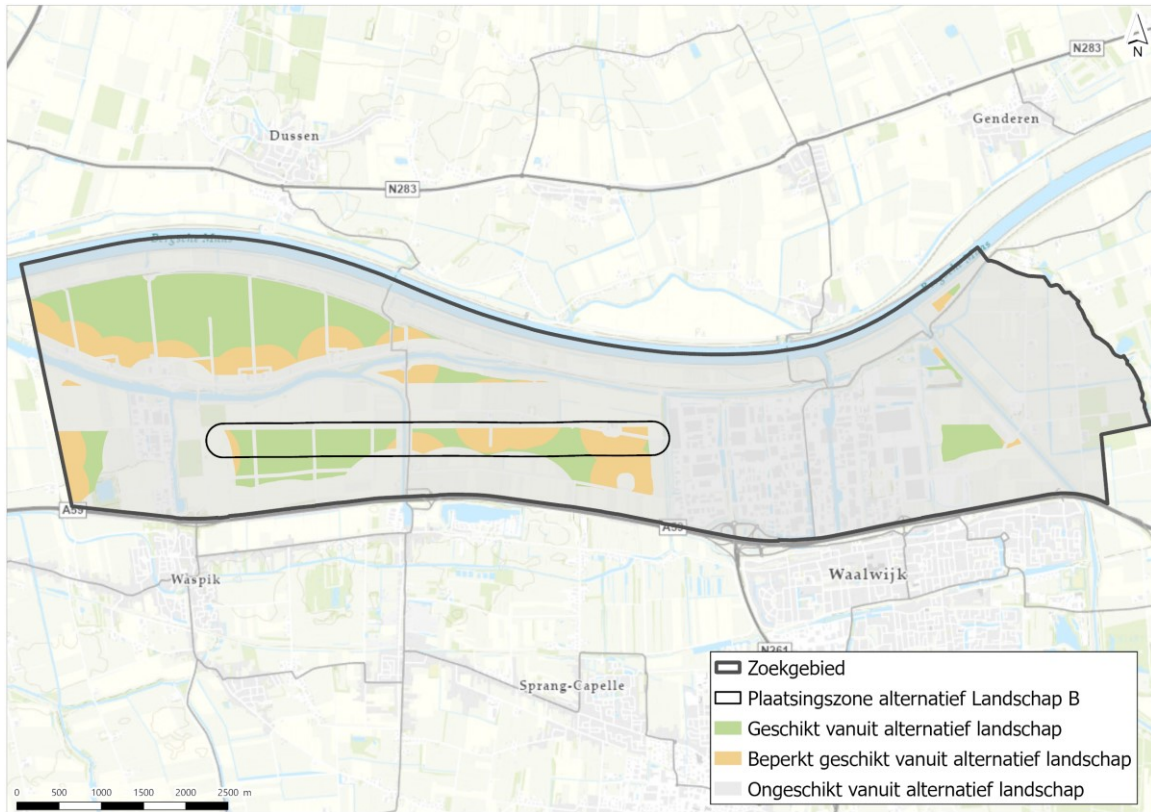 N283
N
Genderen
Dussen
N283
Bergsche Maas
A59
A59
Waspik
Waalwijk
N261
Sprang-Capelle
Zoekgebied
Plaatsingszone alternatief Landschap B
Geschikt vanuit alternatief landschap
Beperkt geschikt vanuit alternatief landschap
Ongeschikt vanuit alternatief landschap
0 500 1000 1500 2000 2500 m